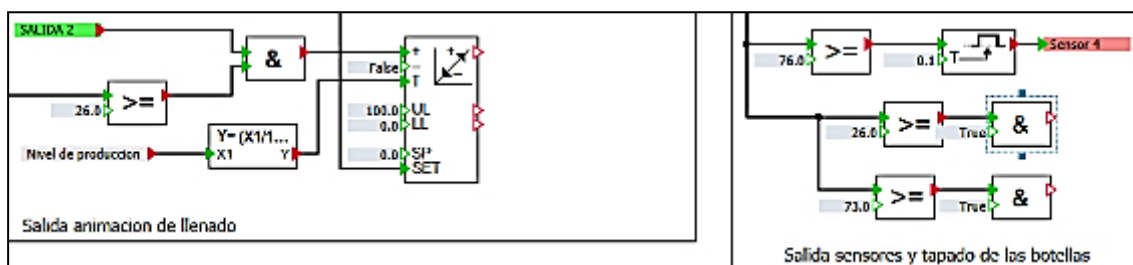 SALIDA 2
&
False
+
-
T
26.0
>=
100.0
UL
0.0
LL
Nivel de produccion
Y=(X1/1...
X1
Y
0.0
SP
SET
Salida animacion de llenado
76.0
>=
0.1
T
Sensor 4
26.0
>=
True
&
73.0
>=
True
&
Salida sensores y tapado de las botellas